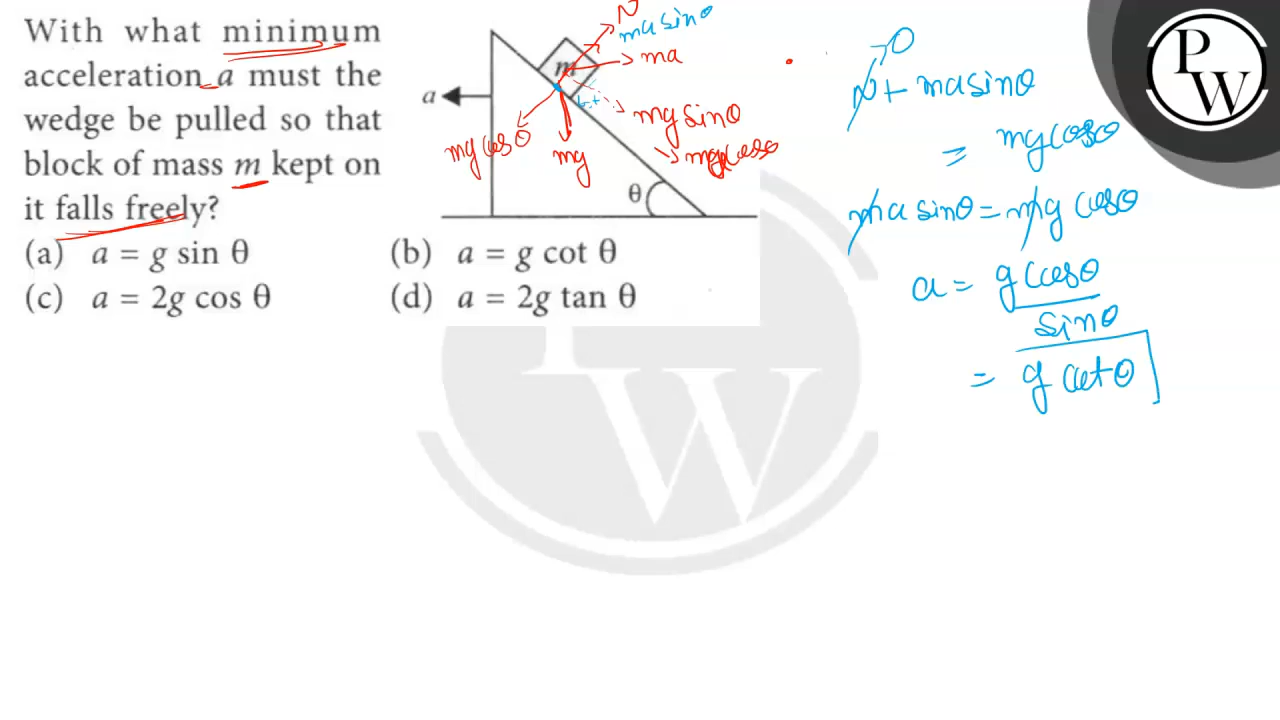 With what minimum
acceleration a must the
wedge be pulled so that
block of mass m kept on
it falls freely?
(a) a = g sin θ
(b) a = g cot θ
(c) a = 2g cos θ
(d) a = 2g tan θ
a
m
θ
N
ma sinθ
ma
mg sinθ
mg cosθ
mg
mg cosθ
N + ma sinθ
0
= mg cosθ
ma sinθ = mg cosθ
a = g cosθ
sinθ
= g cot θ
P
W
P
W